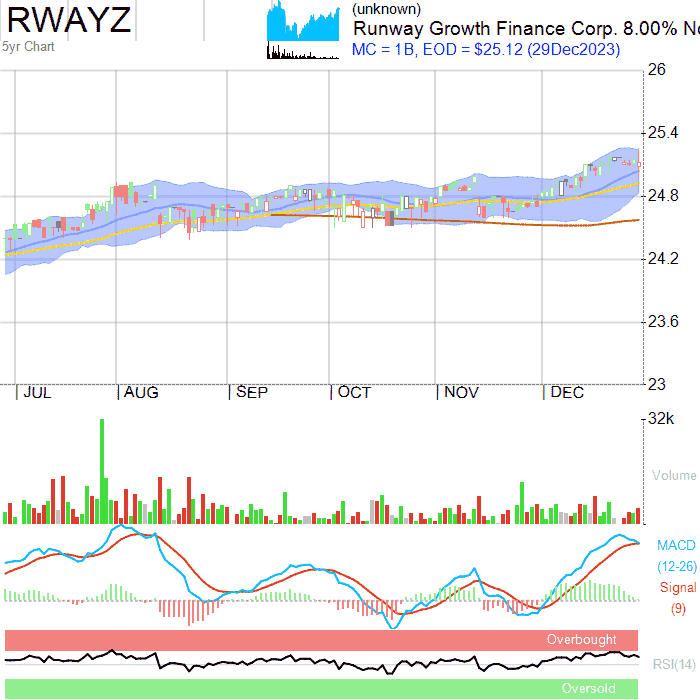 RWAYZ
5yr Chart
(unknown)
Runway Growth Finance Corp. 8.00% No
MC = 1B, EOD = $25.12 (29Dec2023)
26
25.4
24.8
24.2
23.6
23
JUL AUG SEP OCT NOV DEC
32k
Volume
MACD
(12-26)
Signal
(9)
Overbought
RSI(14)
Oversold